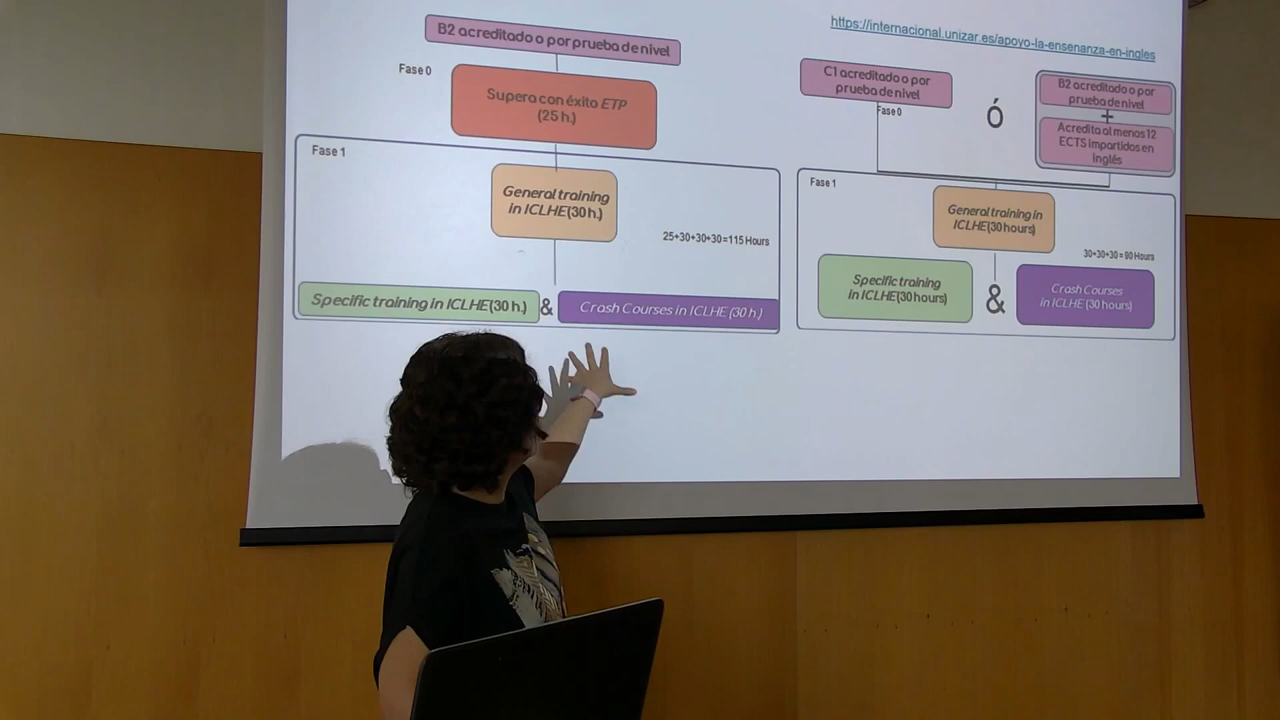 B2 acreditado o por prueba de nivel
Fase 0
Supera con éxito ETP
(25 h.)
Fase 1
General training
in ICLHE(30 h.)
25+30+30+30=115 Hours
Specific training in ICLHE(30 h.)
&
Crash Courses in ICLHE (30 h.)
https://internacional.unizar.es/apoyo-la-ensenanza-en-ingles
C1 acreditado o por
prueba de nivel
Fase 0
Ó
B2 acreditado o por
prueba de nivel
+
Acredita al menos 12
ECTS impartidos en
inglés
Fase 1
General training in
ICLHE(30 hours)
30+30+30 = 90 Hours
Specific training
in ICLHE(30 hours)
&
Crash Courses
in ICLHE (30 hours)